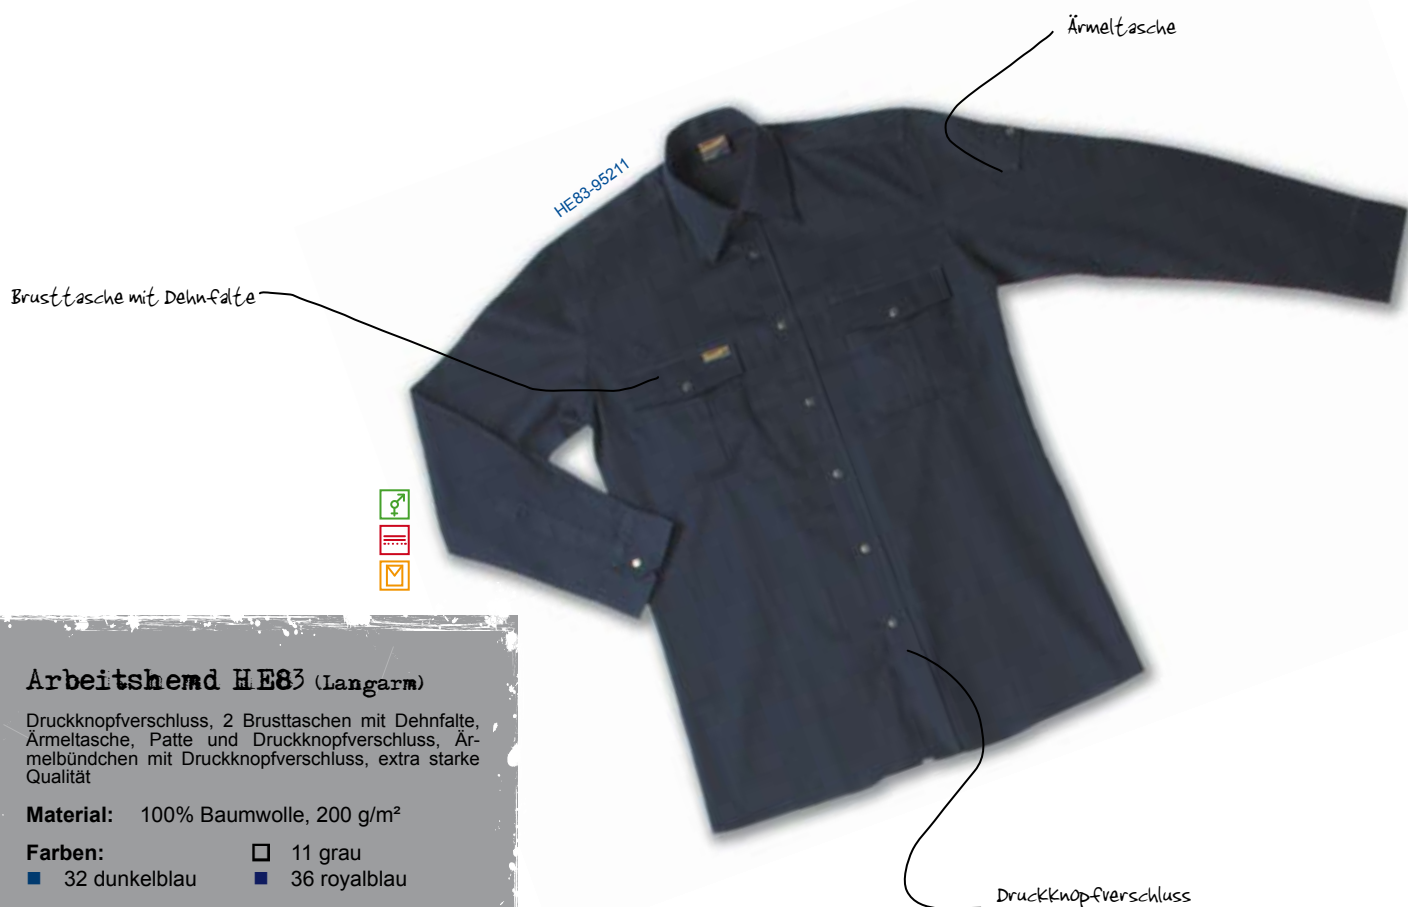 Ärmeltasche
HE83-95211
Brusttasche mit Dehnfalte
Arbeitshemd HE83 (Langarm)
Druckknopfverschluss, 2 Brusttaschen mit Dehnfalte,
Ärmeltasche, Patte und Druckknopfverschluss, Är-
melbündchen mit Druckknopfverschluss, extra starke
Qualität
Material: 100% Baumwolle, 200 g/m²
Farben: 11 grau
32 dunkelblau 36 royalblau
Druckknopfverschluss